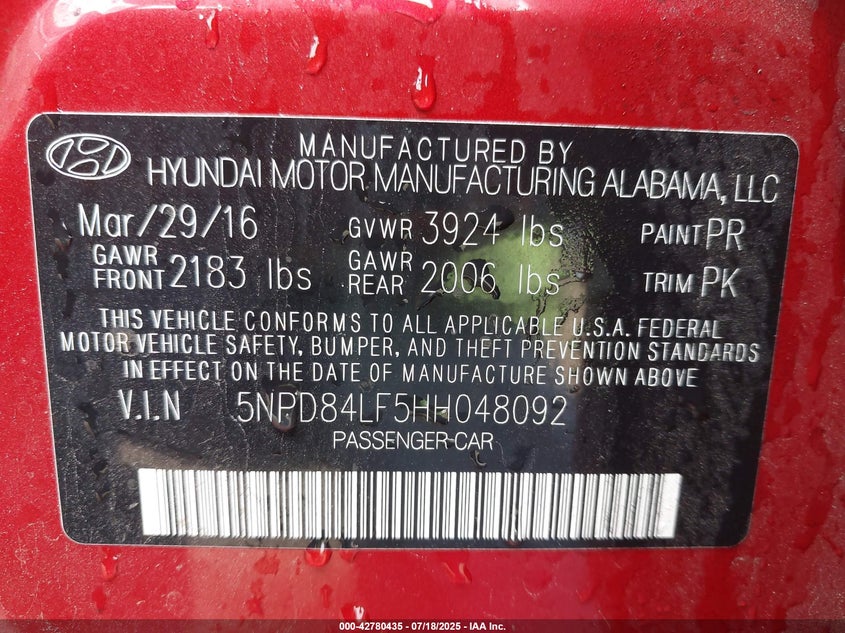 MANUFACTURED BY
HYUNDAI MOTOR MANUFACTURING ALABAMA, LLC
Mar/29/16 GVWR 3924 lbs PAINT PR
GAWR FRONT 2183 lbs GAWR REAR 2006 lbs TRIM PK
THIS VEHICLE CONFORMS TO ALL APPLICABLE U.S.A. FEDERAL
MOTOR VEHICLE SAFETY, BUMPER, AND THEFT PREVENTION STANDARDS
IN EFFECT ON THE DATE OF MANUFACTURE SHOWN ABOVE
V.I.N 5NPD84LF5HH048092
PASSENGER-CAR
000-42780435 - 07/18/2025 - IAA Inc.